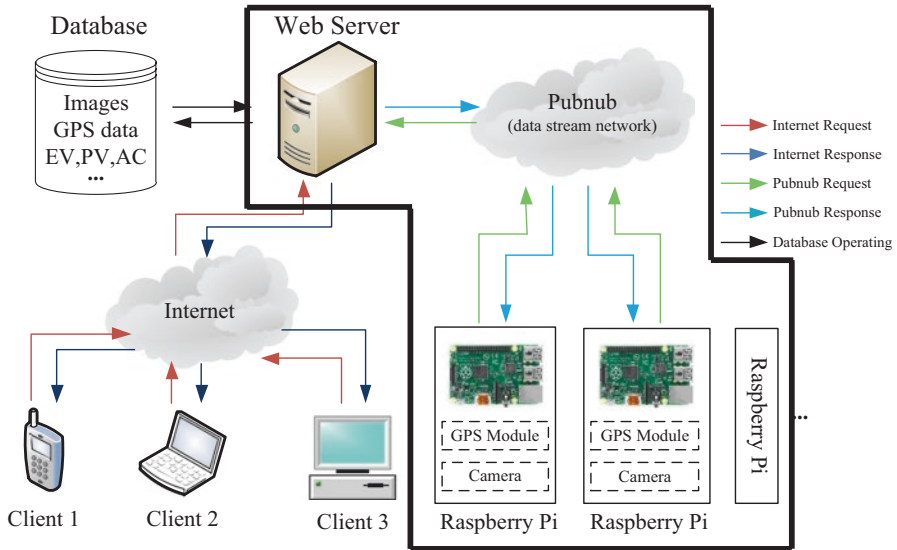 Database
Web Server
Images
GPS data
EV,PV,AC
...
Pubnub
(data stream network)
Internet Request
Internet Response
Pubnub Request
Pubnub Response
Database Operating
Internet
GPS Module
Camera
Raspberry Pi
GPS Module
Camera
Raspberry Pi
Raspberry Pi
...
Client 1
Client 2
Client 3